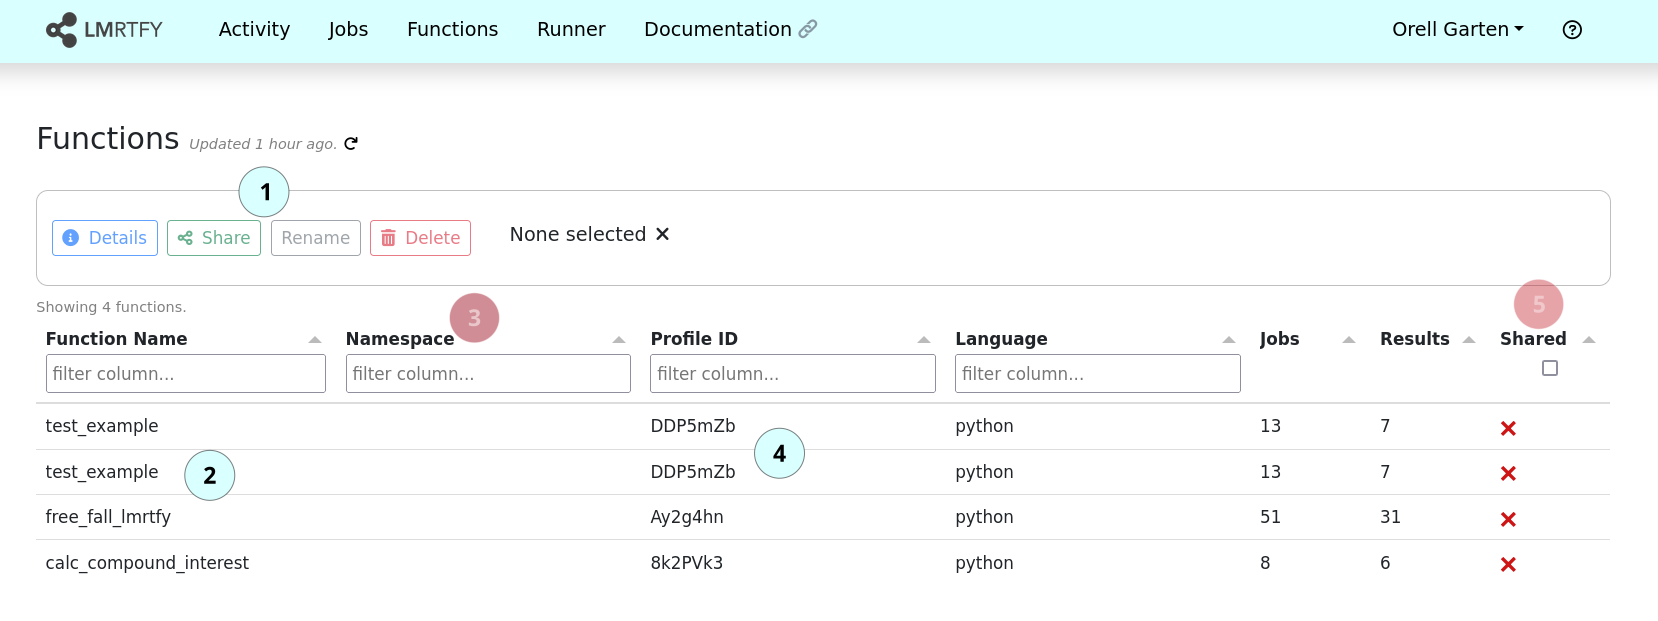 LMRTFY Activity Jobs Functions Runner Documentation Orell Garten ?
Functions Updated 1 hour ago.
1
Details Share Rename Delete None selected ×
Showing 4 functions.
3 5
Function Name Namespace Profile ID Language Jobs Results Shared
filter column... filter column... filter column... filter column...
test_example DDP5mZb python 13 7
4
test_example DDP5mZb python 13 7
2
free_fall_lmrtfy Ay2g4hn python 51 31
calc_compound_interest 8k2PVk3 python 8 6